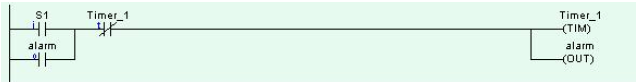 S1 Timer_1 Timer_1
i t (TIM)
alarm alarm
o (OUT)